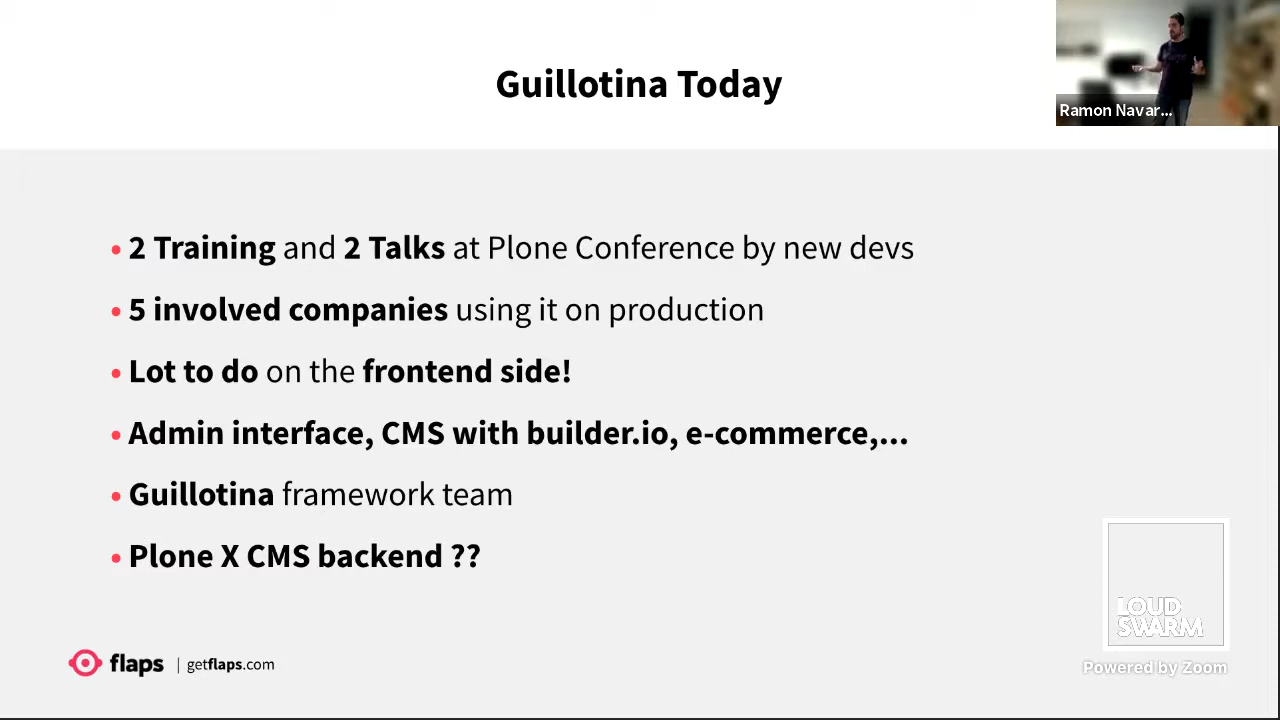 Guillotina Today
Ramon Navar...
• 2 Training and 2 Talks at Plone Conference by new devs
• 5 involved companies using it on production
• Lot to do on the frontend side!
• Admin interface, CMS with builder.io, e-commerce,...
• Guillotina framework team
• Plone X CMS backend ??
LOUD
SWARM
flaps | getflaps.com
Powered by Zoom